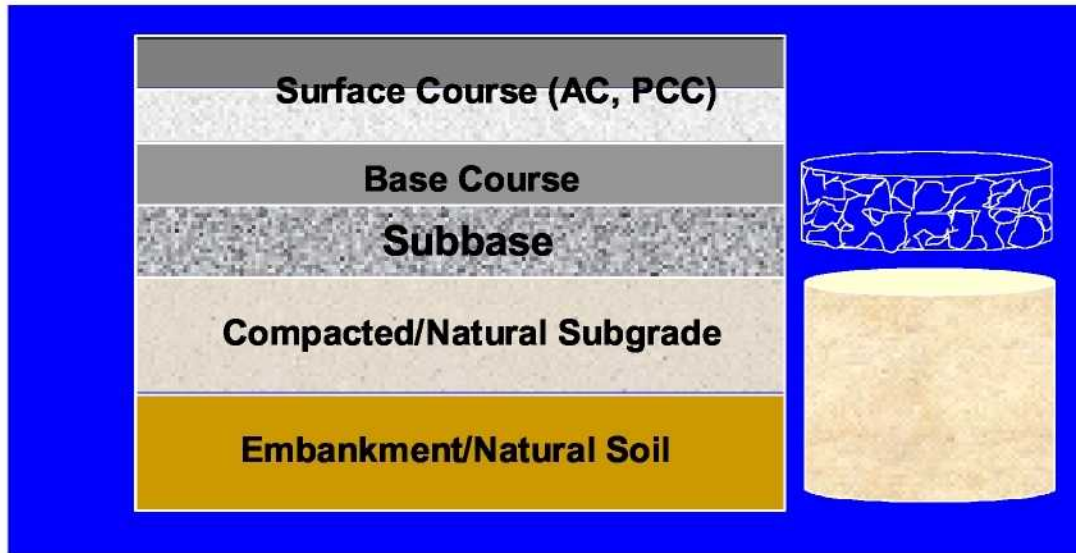 Surface Course (AC, PCC)
Base Course
Subbase
Compacted/Natural Subgrade
Embankment/Natural Soil